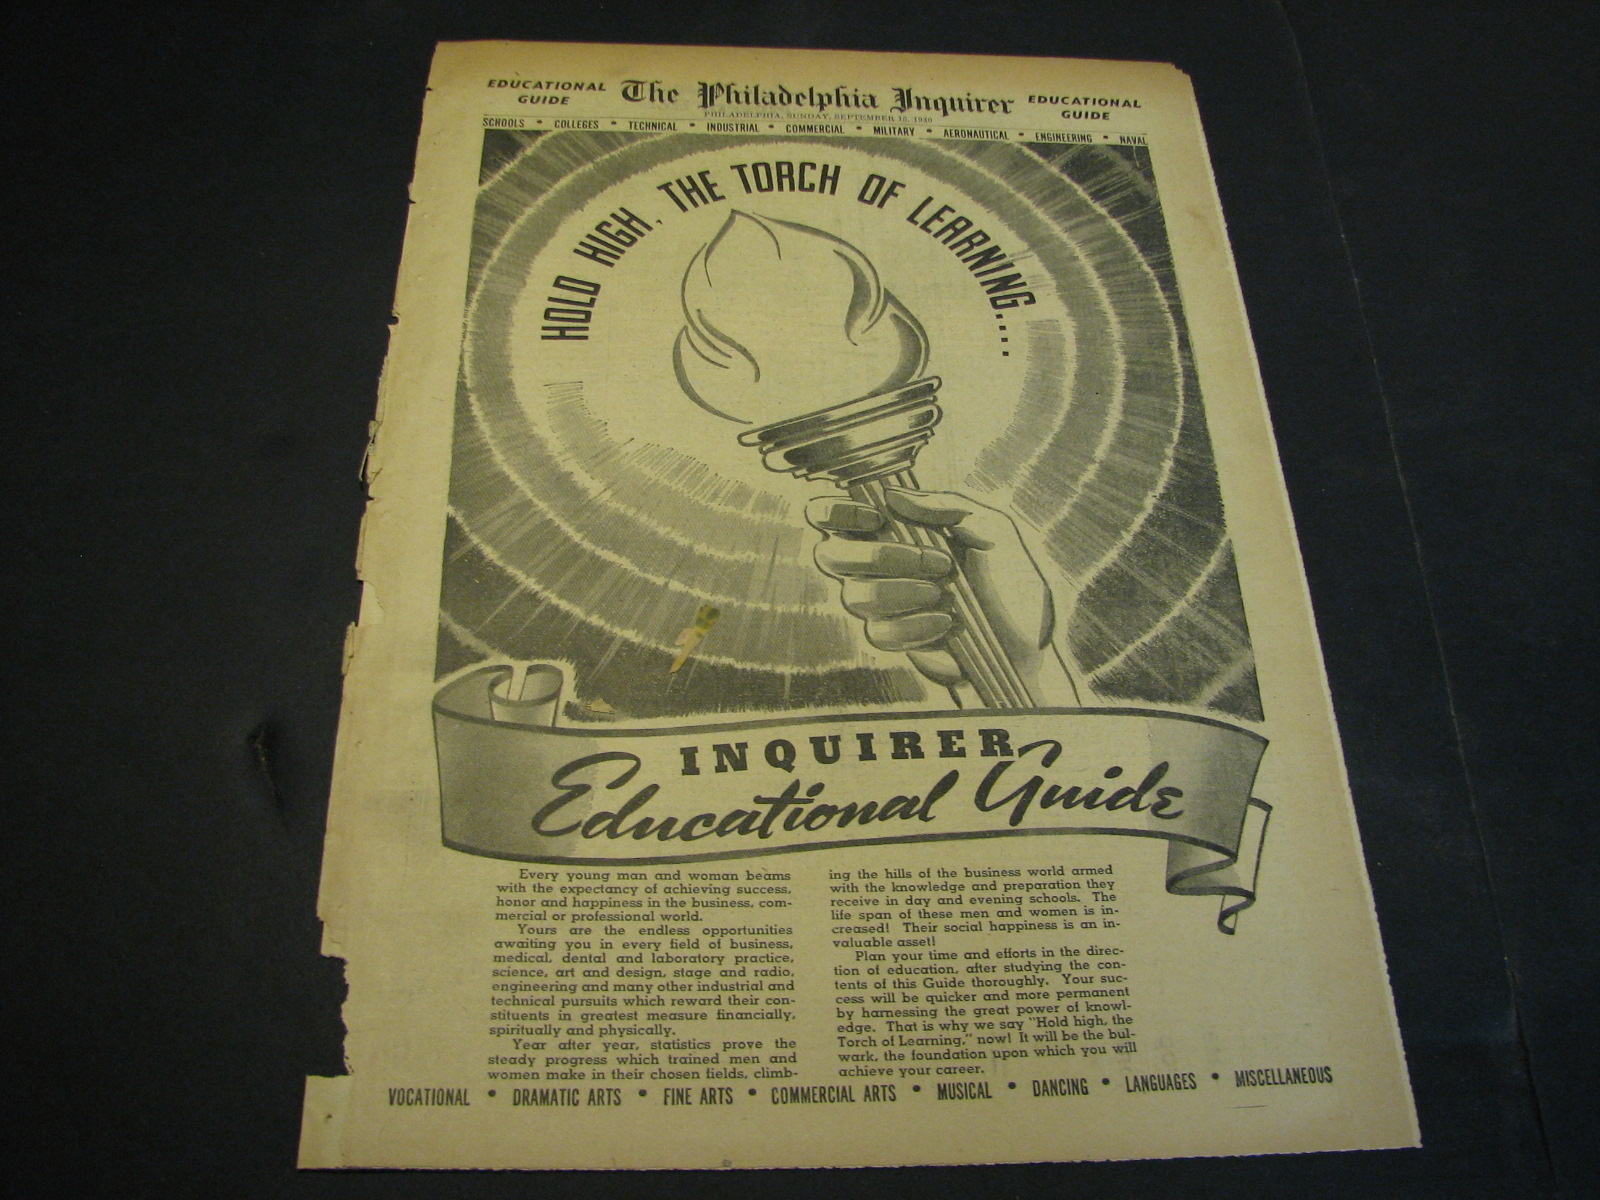 EDUCATIONAL GUIDE
The Philadelphia Inquirer
EDUCATIONAL GUIDE
PHILADELPHIA, SUNDAY, SEPTEMBER
SCHOOLS • COLLEGES • TECHNICAL • INDUSTRIAL • COMMERCIAL • MILITARY • AERONAUTICAL • ENGINEERING • NAVAL
HOLD HIGH, THE TORCH OF LEARNING....
INQUIRER
Educational Guide
Every young man and woman beams
with the expectancy of achieving success,
honor and happiness in the business, com-
mercial or professional world.
Yours are the endless opportunities
awaiting you in every field of business,
medical, dental and laboratory practice,
science, art and design, stage and radio,
engineering and many other industrial and
technical pursuits which reward their con-
stituents in greatest measure financially,
spiritually and physically.
Year after year, statistics prove the
steady progress which trained men and
women make in their chosen fields, climb-
ing the hills of the business world armed
with the knowledge and preparation they
receive in day and evening schools. The
life span of these men and women is in-
creased! Their social happiness is an in-
valuable asset!
Plan your time and efforts in the direc-
tion of education, after studying the con-
tents of this Guide thoroughly. Your suc-
cess will be quicker and more permanent
by harnessing the great power of knowl-
edge. That is why we say "Hold high, the
Torch of Learning," now! It will be the bul-
wark, the foundation upon which you will
achieve your career.
VOCATIONAL • DRAMATIC ARTS • FINE ARTS • COMMERCIAL ARTS • MUSICAL • DANCING • LANGUAGES • MISCELLANEOUS